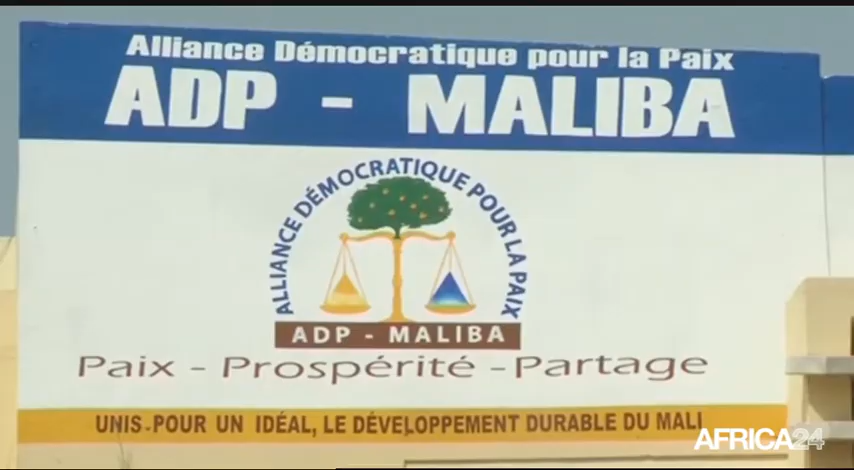 Alliance Démocratique pour la Paix
ADP - MALIBA
ALLIANCE DÉMOCRATIQUE POUR LA PAIX
ADP - MALIBA
Paix - Prospérité - Partage
UNIS POUR UN IDÉAL, LE DÉVELOPPEMENT DURABLE DU MALI
AFRICA24